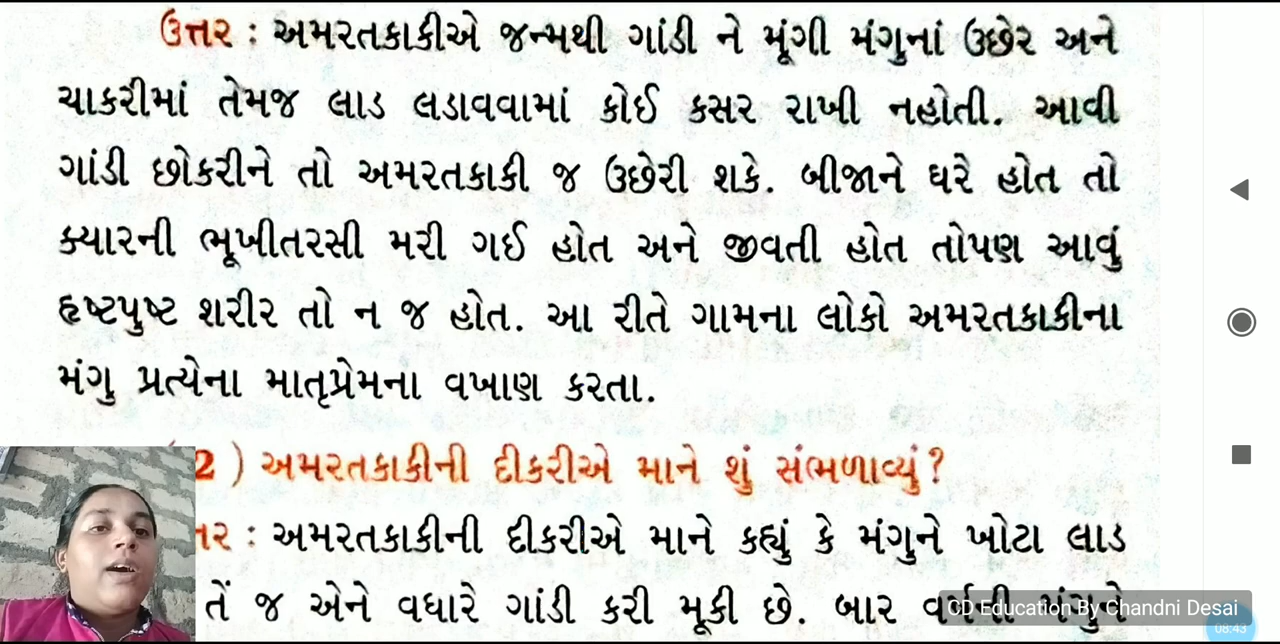 ઉત્તર : અમરતકાકીએ જન્મથી ગાંડી ને મૂંગી મંગુનાં ઉછેર અને
ચાકરીમાં તેમજ લાડ લડાવવામાં કોઈ કસર રાખી નહોતી. આવી
ગાંડી છોકરીને તો અમરતકાકી જ ઉછેરી શકે. બીજાને ઘરે હોત તો
ક્યારની ભૂખીતરસી મરી ગઈ હોત અને જીવતી હોત તોપણ આવું
હૃષ્ટપુષ્ટ શરીર તો ન જ હોત. આ રીતે ગામના લોકો અમરતકાકીના
મંગુ પ્રત્યેના માતૃપ્રેમના વખાણ કરતા.
2 ) અમરતકાકીની દીકરીએ માને શું સંભળાવ્યું ?
ત્તર : અમરતકાકીની દીકરીએ માને કહ્યું કે મંગુને ખોટા લાડ
તેં જ એને વધારે ગાંડી કરી મૂકી છે. બાર વર્ષની મંગુને
CD Education By Chandni Desai
08:43